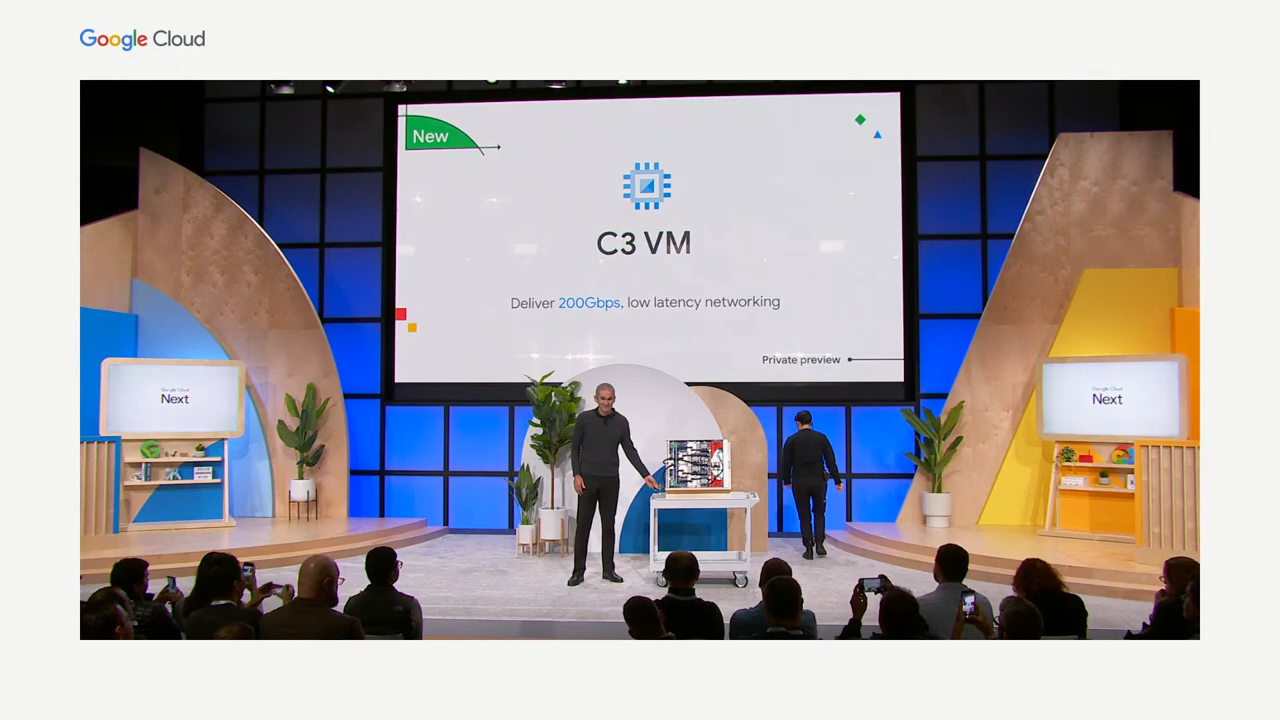 Google Cloud
New
C3 VM
Deliver 200Gbps, low latency networking
Private preview
Google Cloud
Next
Google Cloud
Next